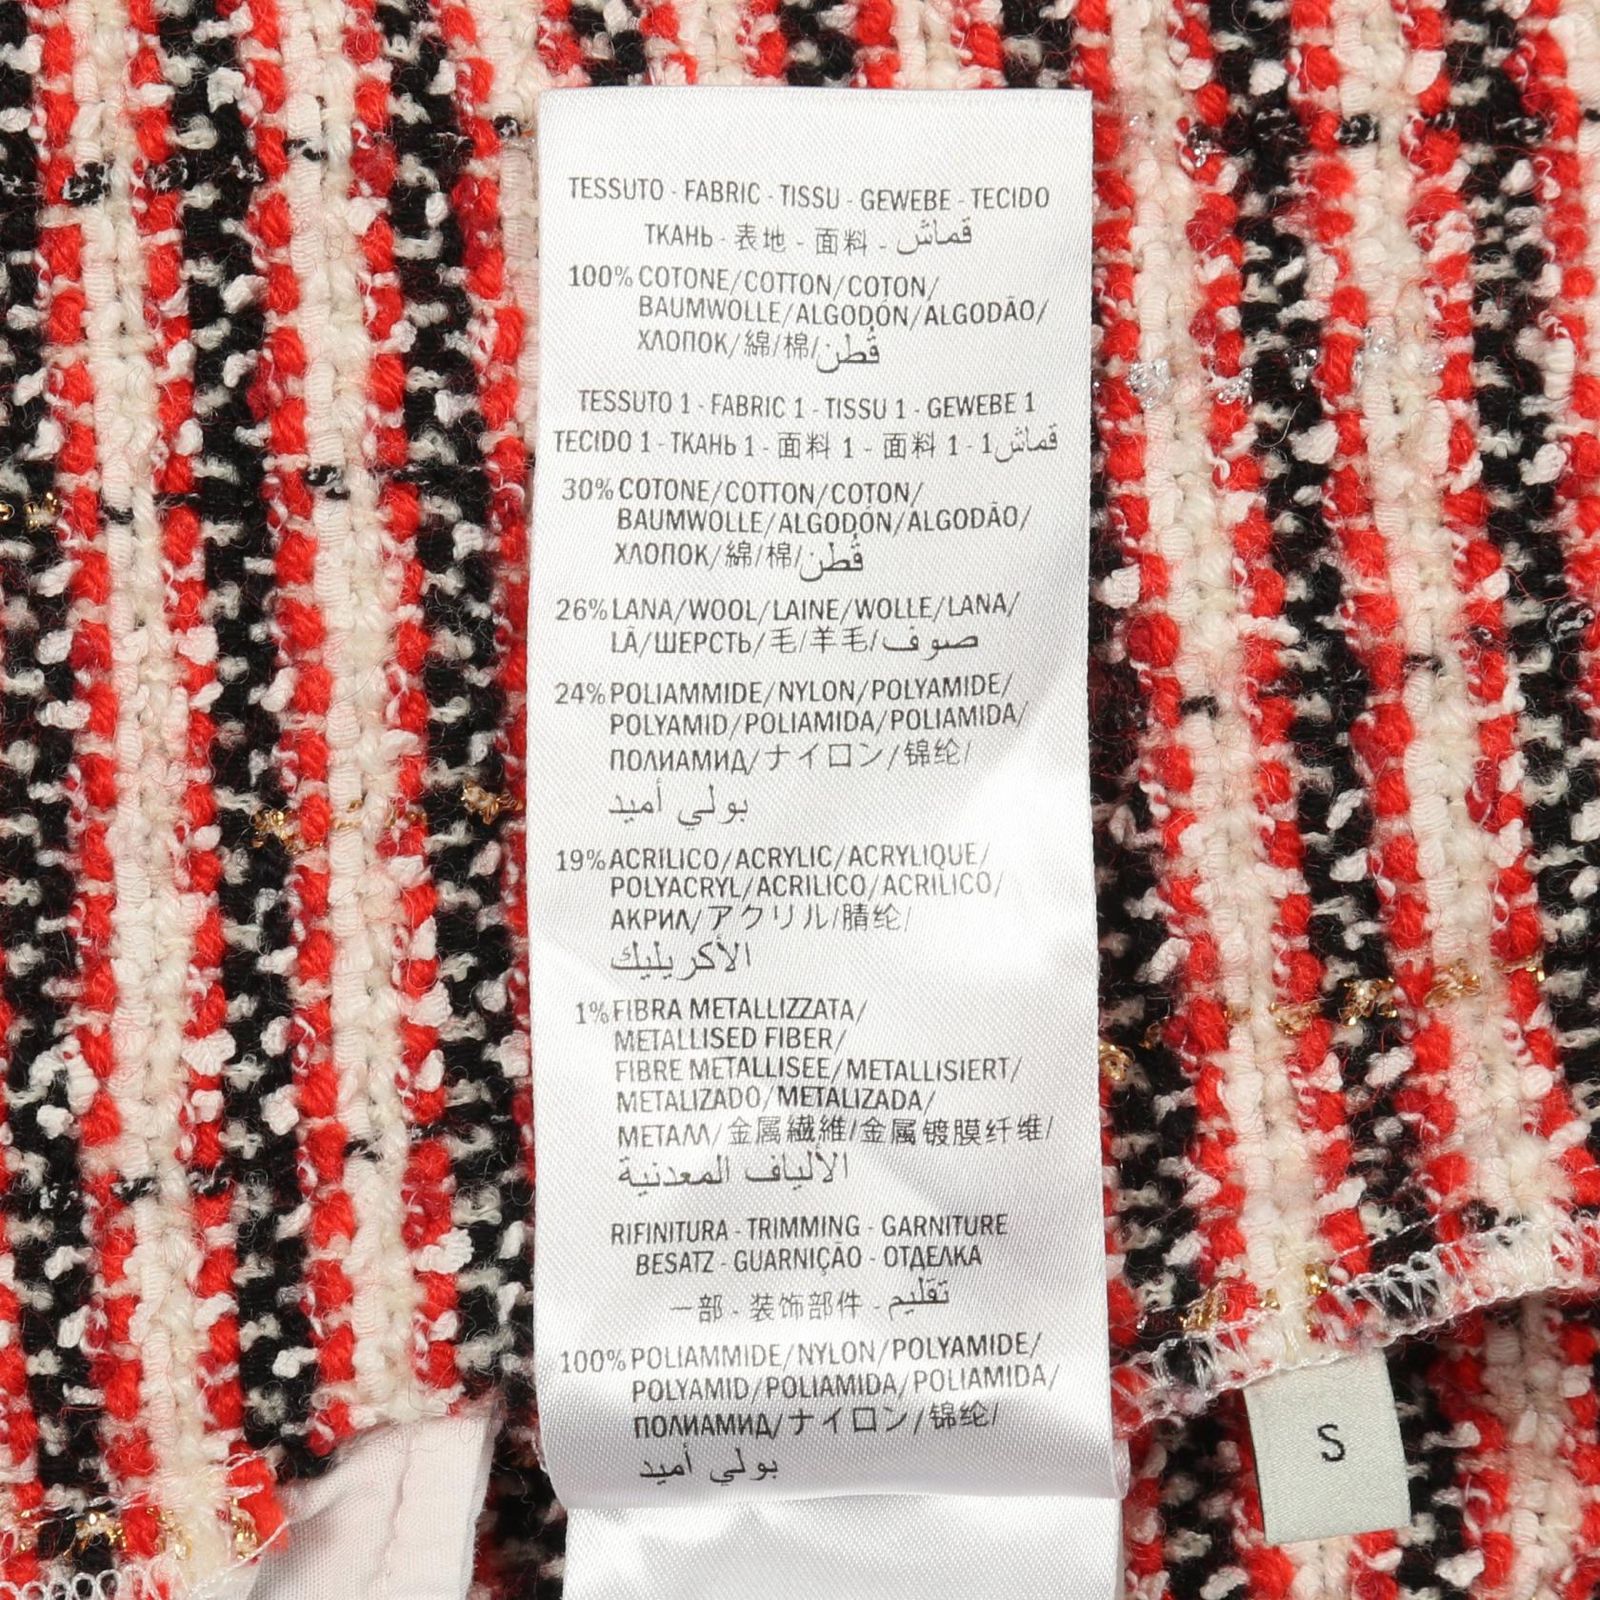 TESSUTO - FABRIC - TISSU - GEWEBE - TECIDO
ТКАНЬ - 表地 - 面料 - قماش
100% COTONE/COTTON/COTON/
BAUMWOLLE/ALGODÓN/ALGODÃO/
ХЛОПОК/綿/棉/قُطن
TESSUTO 1 - FABRIC 1 - TISSU 1 - GEWEBE 1
TECIDO 1 - ТКАНЬ 1 - 面料 1 - 面料 1 - 1قماش
30% COTONE/COTTON/COTON/
BAUMWOLLE/ALGODÓN/ALGODÃO/
ХЛОПОК/綿/棉/قُطن
26% LANA/WOOL/LAINE/WOLLE/LANA/
LÃ/ШЕРСТЬ/毛/羊毛/صوف
24% POLIAMMIDE/NYLON/POLYAMIDE/
POLYAMID/POLIAMIDA/POLIAMIDA/
ПОЛИАМИД/ナイロン/锦纶/
بولي أميد
19% ACRILICO/ACRYLIC/ACRYLIQUE/
POLYACRYL/ACRILICO/ACRILICO/
АКРИЛ/アクリル/腈纶/
الأكريليك
1% FIBRA METALLIZZATA/
METALLISED FIBER/
FIBRE METALLISEE/METALLISIERT/
METALIZADO/METALIZADA/
МЕТАЛЛ/金属繊維/金属镀膜纤维/
الألياف المعدنية
RIFINITURA - TRIMMING - GARNITURE
BESATZ - GUARNIÇAO - ОТДЕЛКА
一部 - 装饰部件 - تقليم
100% POLIAMMIDE/NYLON/POLYAMIDE/
POLYAMID/POLIAMIDA/POLIAMIDA/
ПОЛИАМИД/ナイロン/锦纶/
بولي أميد
S